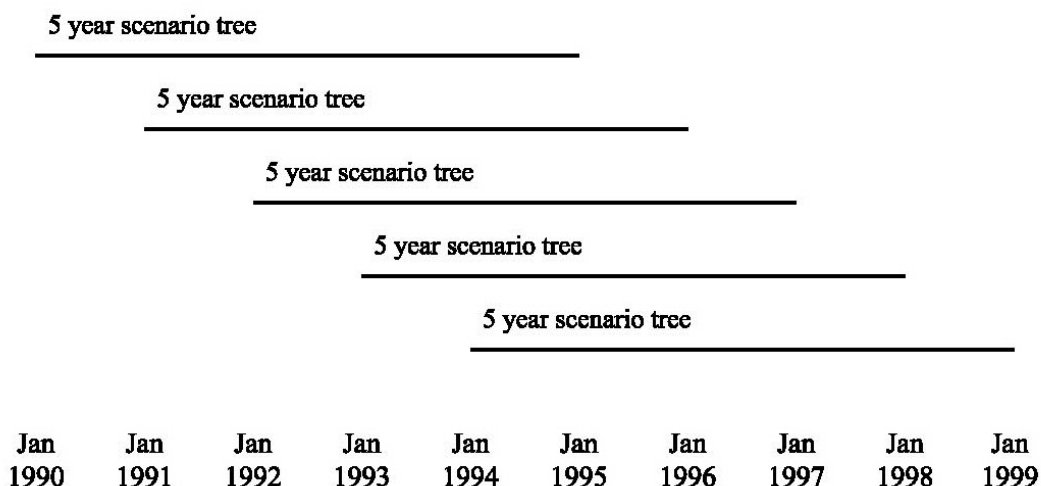 5 year scenario tree
5 year scenario tree
5 year scenario tree
5 year scenario tree
5 year scenario tree
Jan Jan Jan Jan Jan Jan Jan Jan Jan Jan
1990 1991 1992 1993 1994 1995 1996 1997 1998 1999